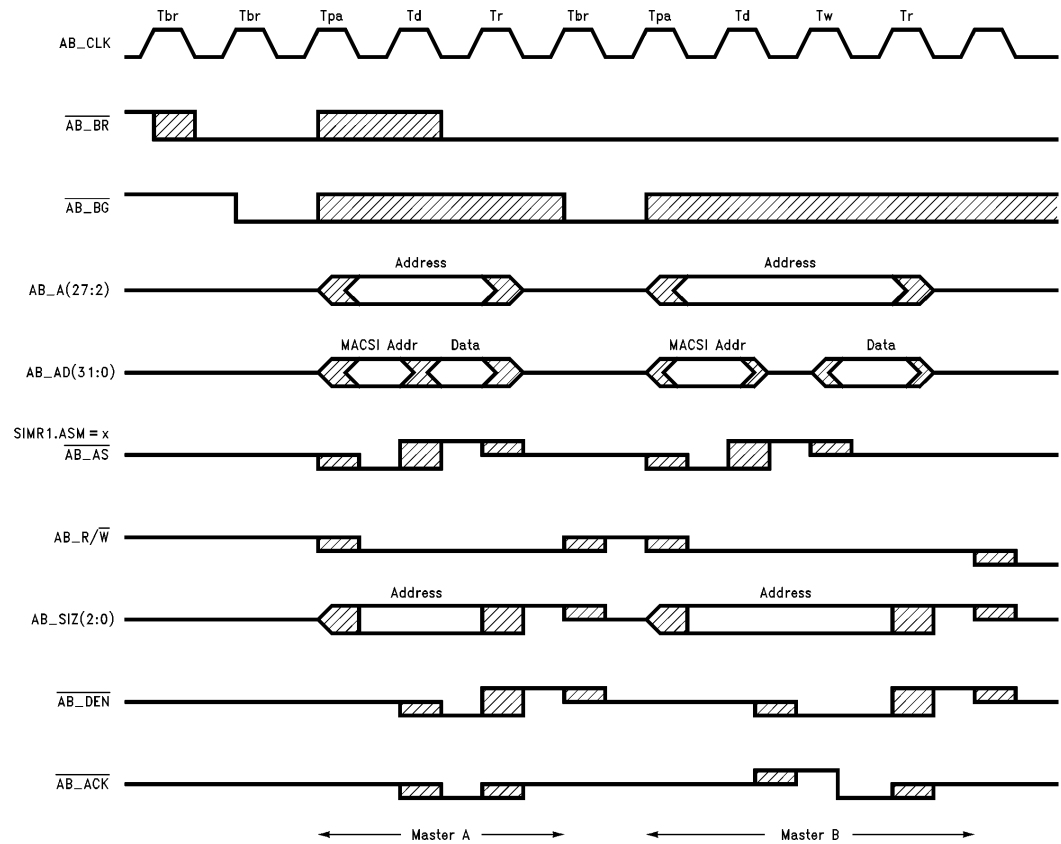 Tbr Tbr Tpa Td Tr Tbr Tpa Td Tw Tr
AB_CLK
AB_BR
AB_BG
Address Address
AB_A(27:2)
MACSI Addr Data MACSI Addr Data
AB_AD(31:0)
SIMR1.ASM = x
AB_AS
AB_R/W
Address Address
AB_SIZ(2:0)
AB_DEN
AB_ACK
Master A Master B